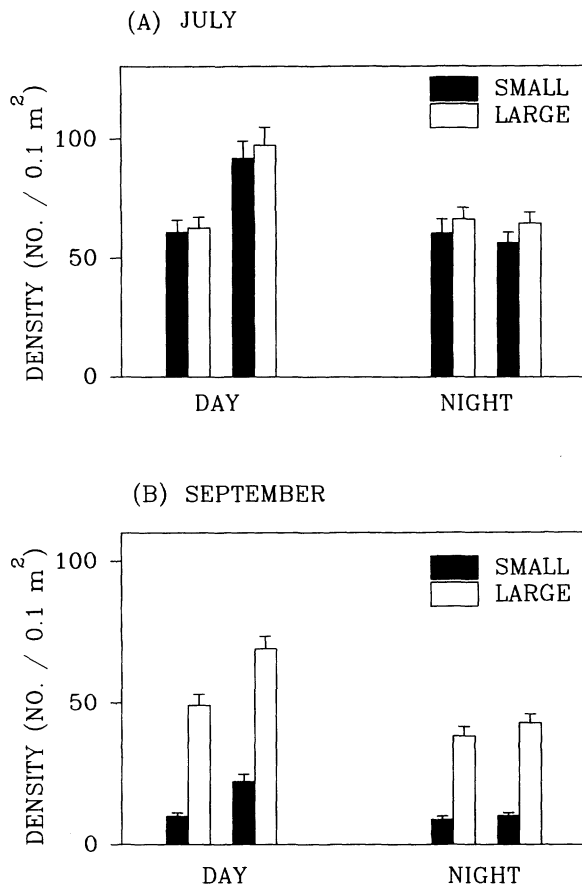 (A) JULY
SMALL
LARGE
DENSITY (NO. / 0.1 m²)
100
50
0
DAY NIGHT
(B) SEPTEMBER
SMALL
LARGE
DENSITY (NO. / 0.1 m²)
100
50
0
DAY NIGHT